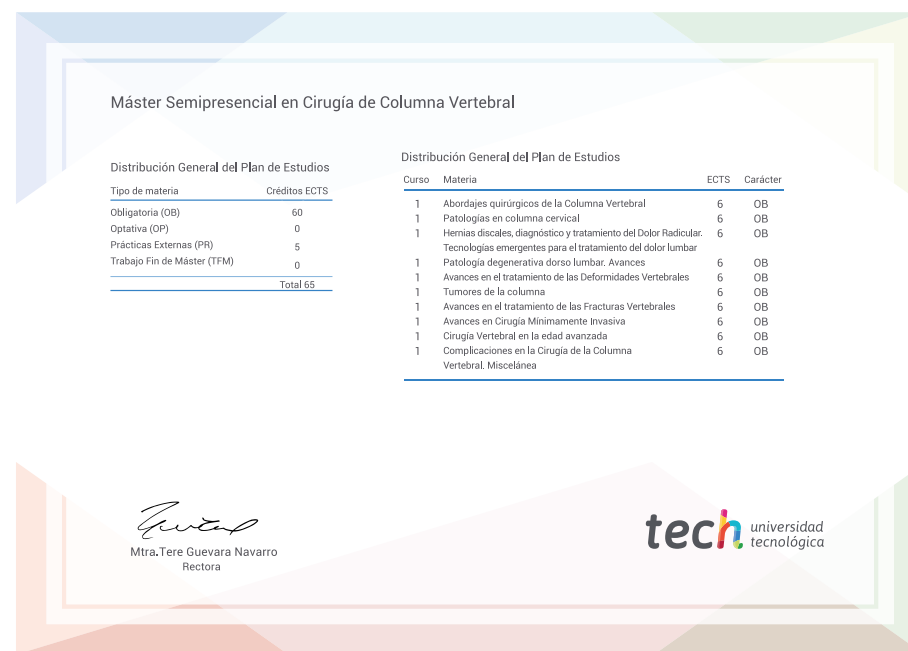 Máster Semipresencial en Cirugía de Columna Vertebral
Distribución General del Plan de Estudios
Tipo de materia Créditos ECTS
Obligatoria (OB) 60
Optativa (OP) 0
Prácticas Externas (PR) 5
Trabajo Fin de Máster (TFM) 0
Total 65
Distribución General del Plan de Estudios
Curso Materia ECTS Carácter
1 Abordajes quirúrgicos de la Columna Vertebral 6 OB
1 Patologías en columna cervical 6 OB
1 Hernias discales, diagnóstico y tratamiento del Dolor Radicular. 6 OB
Tecnologías emergentes para el tratamiento del dolor lumbar
1 Patología degenerativa dorso lumbar. Avances 6 OB
1 Avances en el tratamiento de las Deformidades Vertebrales 6 OB
1 Tumores de la columna 6 OB
1 Avances en el tratamiento de las Fracturas Vertebrales 6 OB
1 Avances en Cirugía Mínimamente Invasiva 6 OB
1 Cirugía Vertebral en la edad avanzada 6 OB
1 Complicaciones en la Cirugía de la Columna 6 OB
Vertebral. Miscelánea
Mtra.Tere Guevara Navarro
Rectora
tech universidad
tecnológica